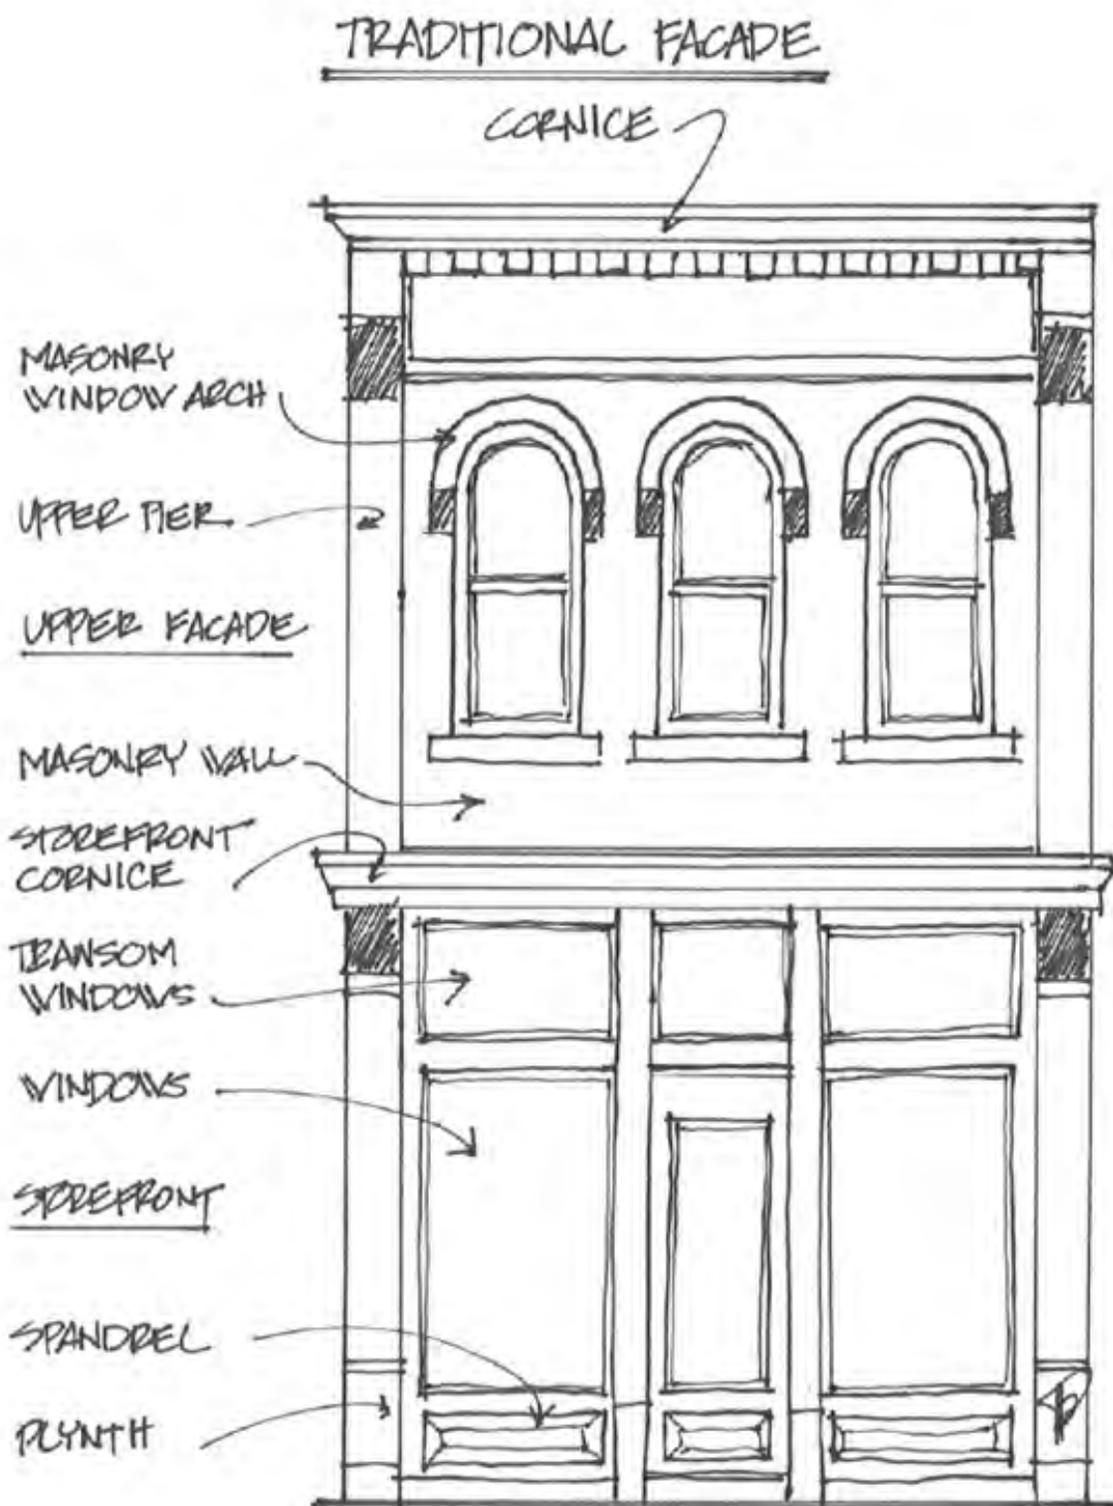 TRADITIONAL FACADE
CORNICE
MASONRY
WINDOW ARCH
UPPER PIER
UPPER FACADE
MASONRY WALL
STOREFRONT
CORNICE
TRANSOM
WINDOWS
WINDOWS
STOREFRONT
SPANDREL
PLYNTH